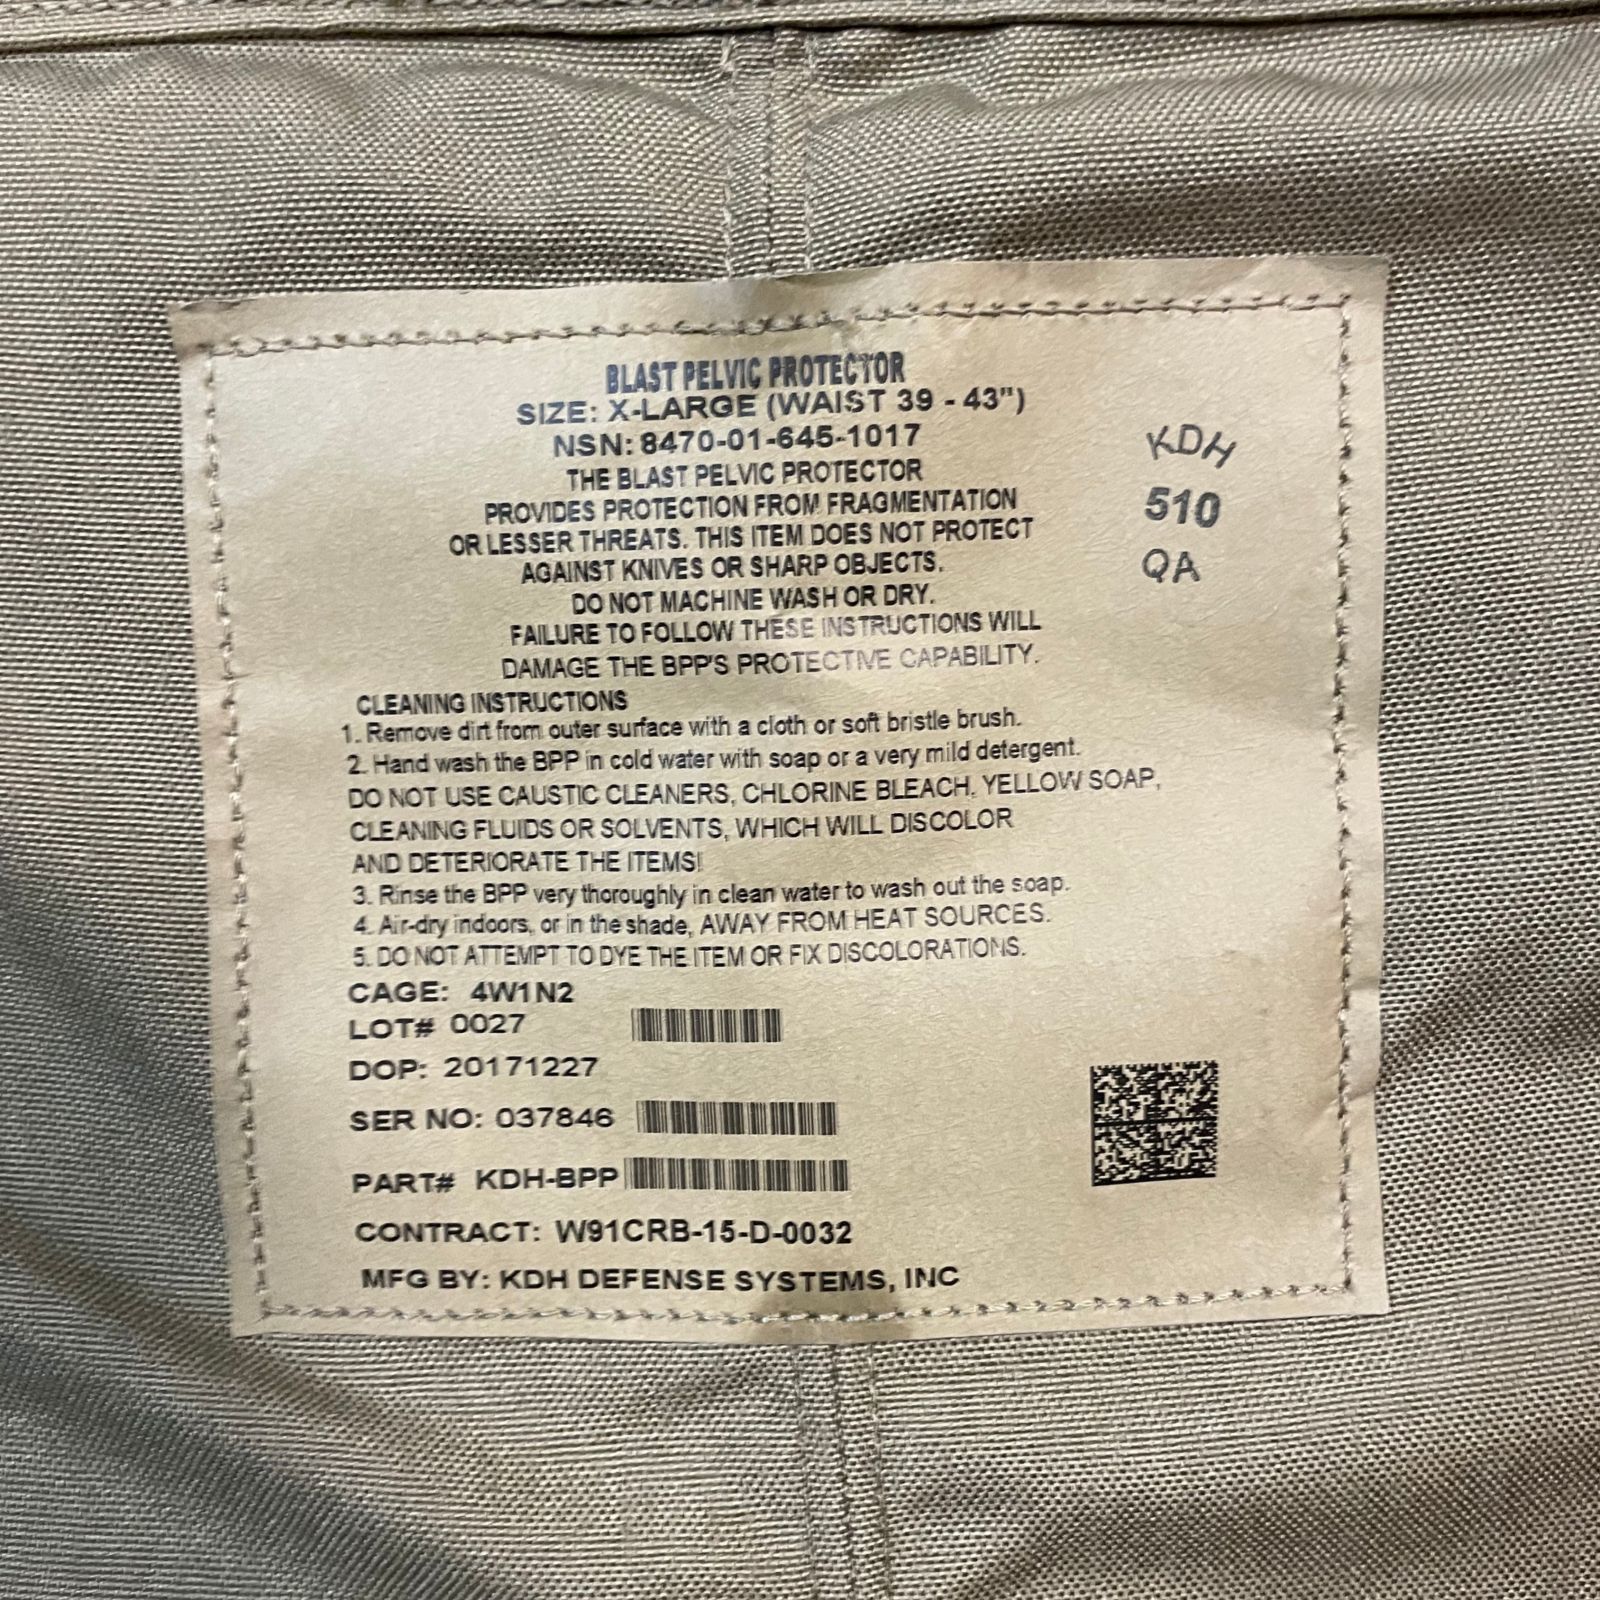 BLAST PELVIC PROTECTOR
SIZE: X-LARGE (WAIST 39 - 43")
NSN: 8470-01-645-1017
THE BLAST PELVIC PROTECTOR
PROVIDES PROTECTION FROM FRAGMENTATION
OR LESSER THREATS. THIS ITEM DOES NOT PROTECT
AGAINST KNIVES OR SHARP OBJECTS.
DO NOT MACHINE WASH OR DRY.
FAILURE TO FOLLOW THESE INSTRUCTIONS WILL
DAMAGE THE BPP'S PROTECTIVE CAPABILITY.
KDH
510
QA
CLEANING INSTRUCTIONS
1. Remove dirt from outer surface with a cloth or soft bristle brush.
2. Hand wash the BPP in cold water with soap or a very mild detergent.
DO NOT USE CAUSTIC CLEANERS, CHLORINE BLEACH, YELLOW SOAP,
CLEANING FLUIDS OR SOLVENTS, WHICH WILL DISCOLOR
AND DETERIORATE THE ITEMS!
3. Rinse the BPP very thoroughly in clean water to wash out the soap.
4. Air-dry indoors, or in the shade, AWAY FROM HEAT SOURCES.
5. DO NOT ATTEMPT TO DYE THE ITEM OR FIX DISCOLORATIONS.
CAGE: 4W1N2
LOT# 0027
DOP: 20171227
SER NO: 037846
PART# KDH-BPP
CONTRACT: W91CRB-15-D-0032
MFG BY: KDH DEFENSE SYSTEMS, INC